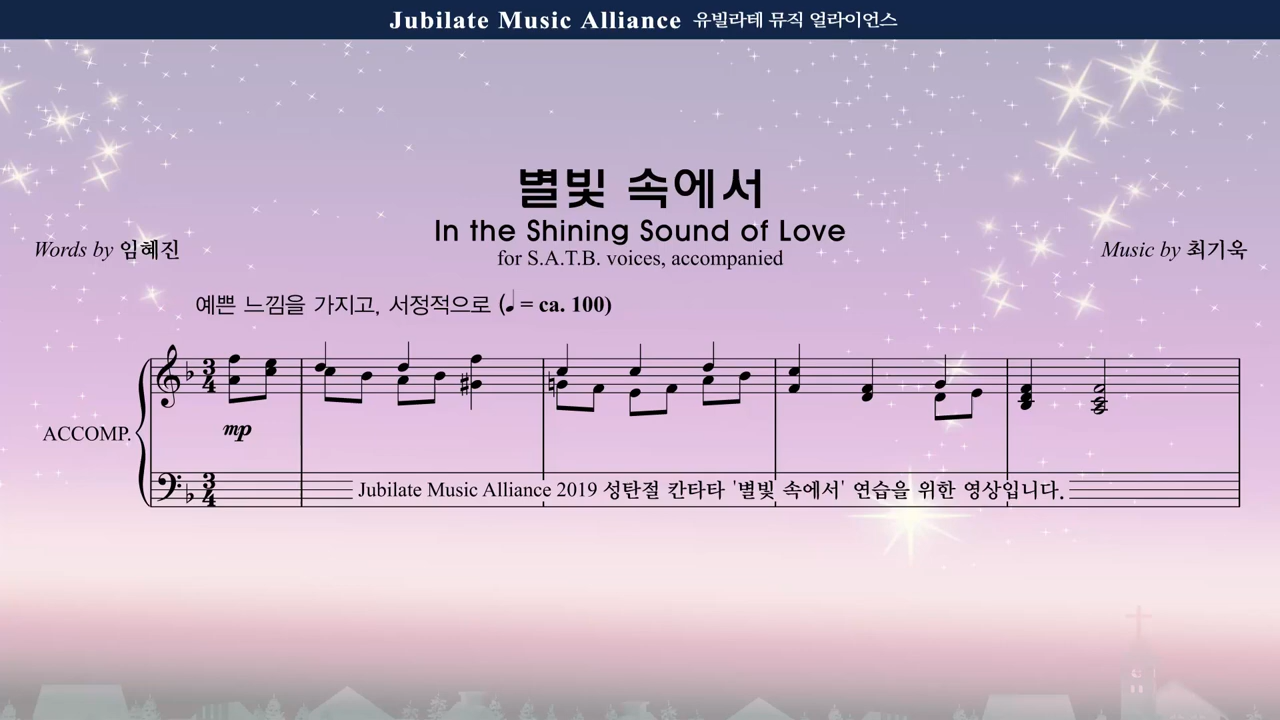 Jubilate Music Alliance 유빌라테 뮤직 얼라이언스
별빛 속에서
In the Shining Sound of Love
for S.A.T.B. voices, accompanied
Words by 임혜진
Music by 최기욱
예쁜 느낌을 가지고, 서정적으로 (♩ = ca. 100)
3 4
mp
ACCOMP.
3 4
Jubilate Music Alliance 2019 성탄절 칸타타 '별빛 속에서' 연습을 위한 영상입니다.